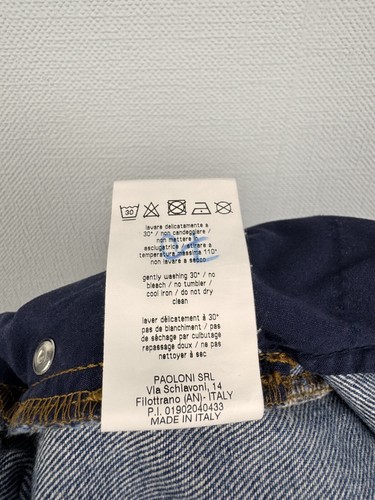 30
lavare delicatamente a
30° / non candeggiare /
non mettere in
asciugatrice / stirare a
temperatura massima 110°
non lavare a secco
gently washing 30° / no
bleach / no tumbler /
cool iron / do not dry
clean
laver délicatement à 30°
pas de blanchiment / pas
de séchage par culbutage
repassage doux / ne pas
nettoyer à sac
PAOLONI SRL
Via Schiavoni, 14
Filottrano (AN)- ITALY
P.I. 01902040433
MADE IN ITALY